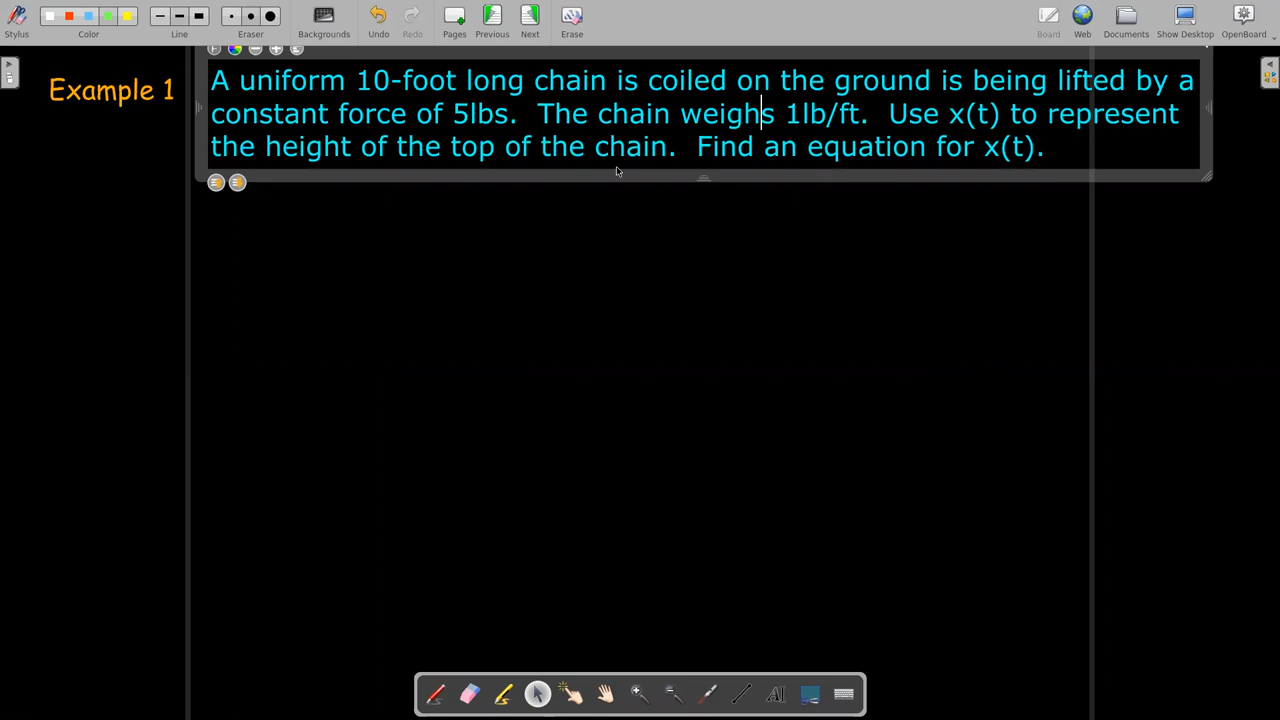 Stylus
Color
Line
Eraser
Backgrounds
Undo
Redo
Pages
Previous
Next
Erase
Board
Web
Documents
Show Desktop
OpenBoard
Example 1
A uniform 10-foot long chain is coiled on the ground is being lifted by a
constant force of 5lbs. The chain weighs 1lb/ft. Use x(t) to represent
the height of the top of the chain. Find an equation for x(t).
AI